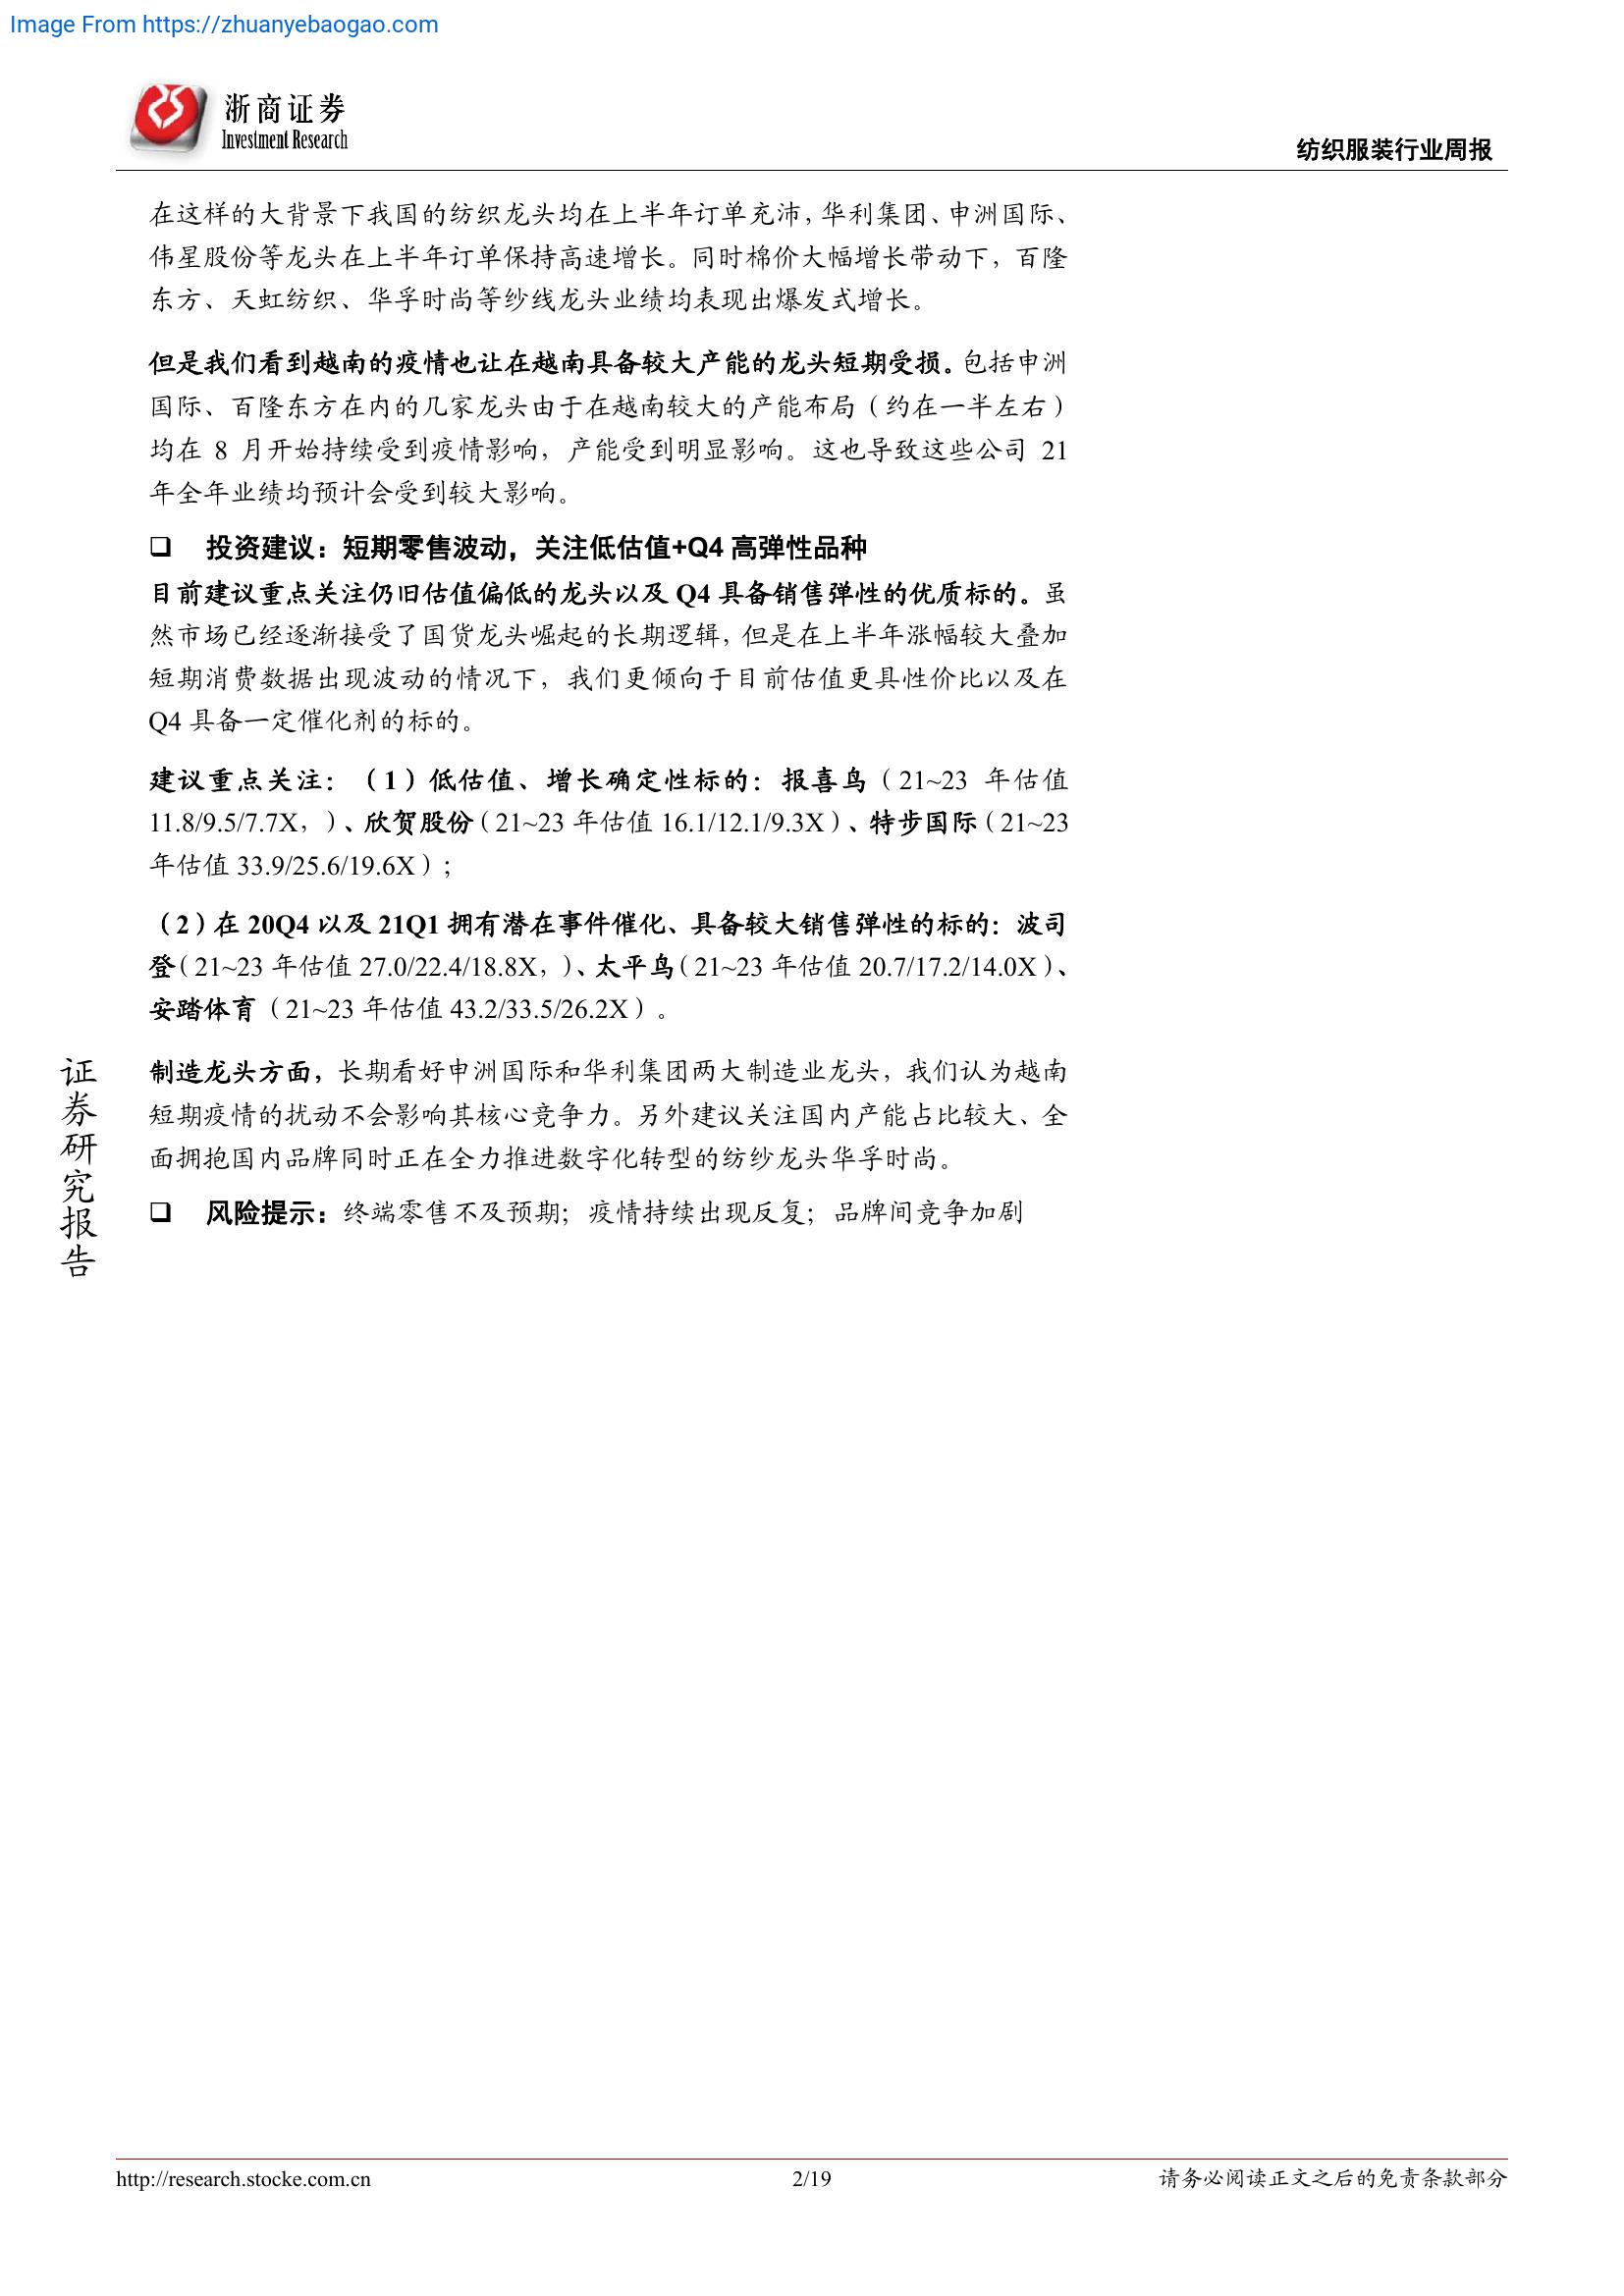 Image From https://zhuanyebaogao.com
浙商证券
Investment Research
纺织服装行业周报
在这样的大背景下我国的纺织龙头均在上半年订单充沛，华利集团、申洲国际、
伟星股份等龙头在上半年订单保持高速增长。同时棉价大幅增长带动下，百隆
东方、天虹纺织、华孚时尚等纱线龙头业绩均表现出爆发式增长。
但是我们看到越南的疫情也让在越南具备较大产能的龙头短期受损。包括申洲
国际、百隆东方在内的几家龙头由于在越南较大的产能布局（约在一半左右）
均在 8 月开始持续受到疫情影响，产能受到明显影响。这也导致这些公司 21
年全年业绩均预计会受到较大影响。
❑ 投资建议：短期零售波动，关注低估值+Q4 高弹性品种
目前建议重点关注仍旧估值偏低的龙头以及 Q4 具备销售弹性的优质标的。虽
然市场已经逐渐接受了国货龙头崛起的长期逻辑，但是在上半年涨幅较大叠加
短期消费数据出现波动的情况下，我们更倾向于目前估值更具性价比以及在
Q4 具备一定催化剂的标的。
建议重点关注：（1）低估值、增长确定性标的：报喜鸟（21~23 年估值
11.8/9.5/7.7X，）、欣贺股份（21~23 年估值 16.1/12.1/9.3X）、特步国际（21~23
年估值 33.9/25.6/19.6X）；
（2）在 20Q4 以及 21Q1 拥有潜在事件催化、具备较大销售弹性的标的：波司
登（21~23 年估值 27.0/22.4/18.8X，）、太平鸟（21~23 年估值 20.7/17.2/14.0X）、
安踏体育（21~23 年估值 43.2/33.5/26.2X）。
制造龙头方面，长期看好申洲国际和华利集团两大制造业龙头，我们认为越南
短期疫情的扰动不会影响其核心竞争力。另外建议关注国内产能占比较大、全
面拥抱国内品牌同时正在全力推进数字化转型的纺纱龙头华孚时尚。
❑ 风险提示：终端零售不及预期；疫情持续出现反复；品牌间竞争加剧
证券研究报告
http://research.stocke.com.cn
2/19
请务必阅读正文之后的免责条款部分